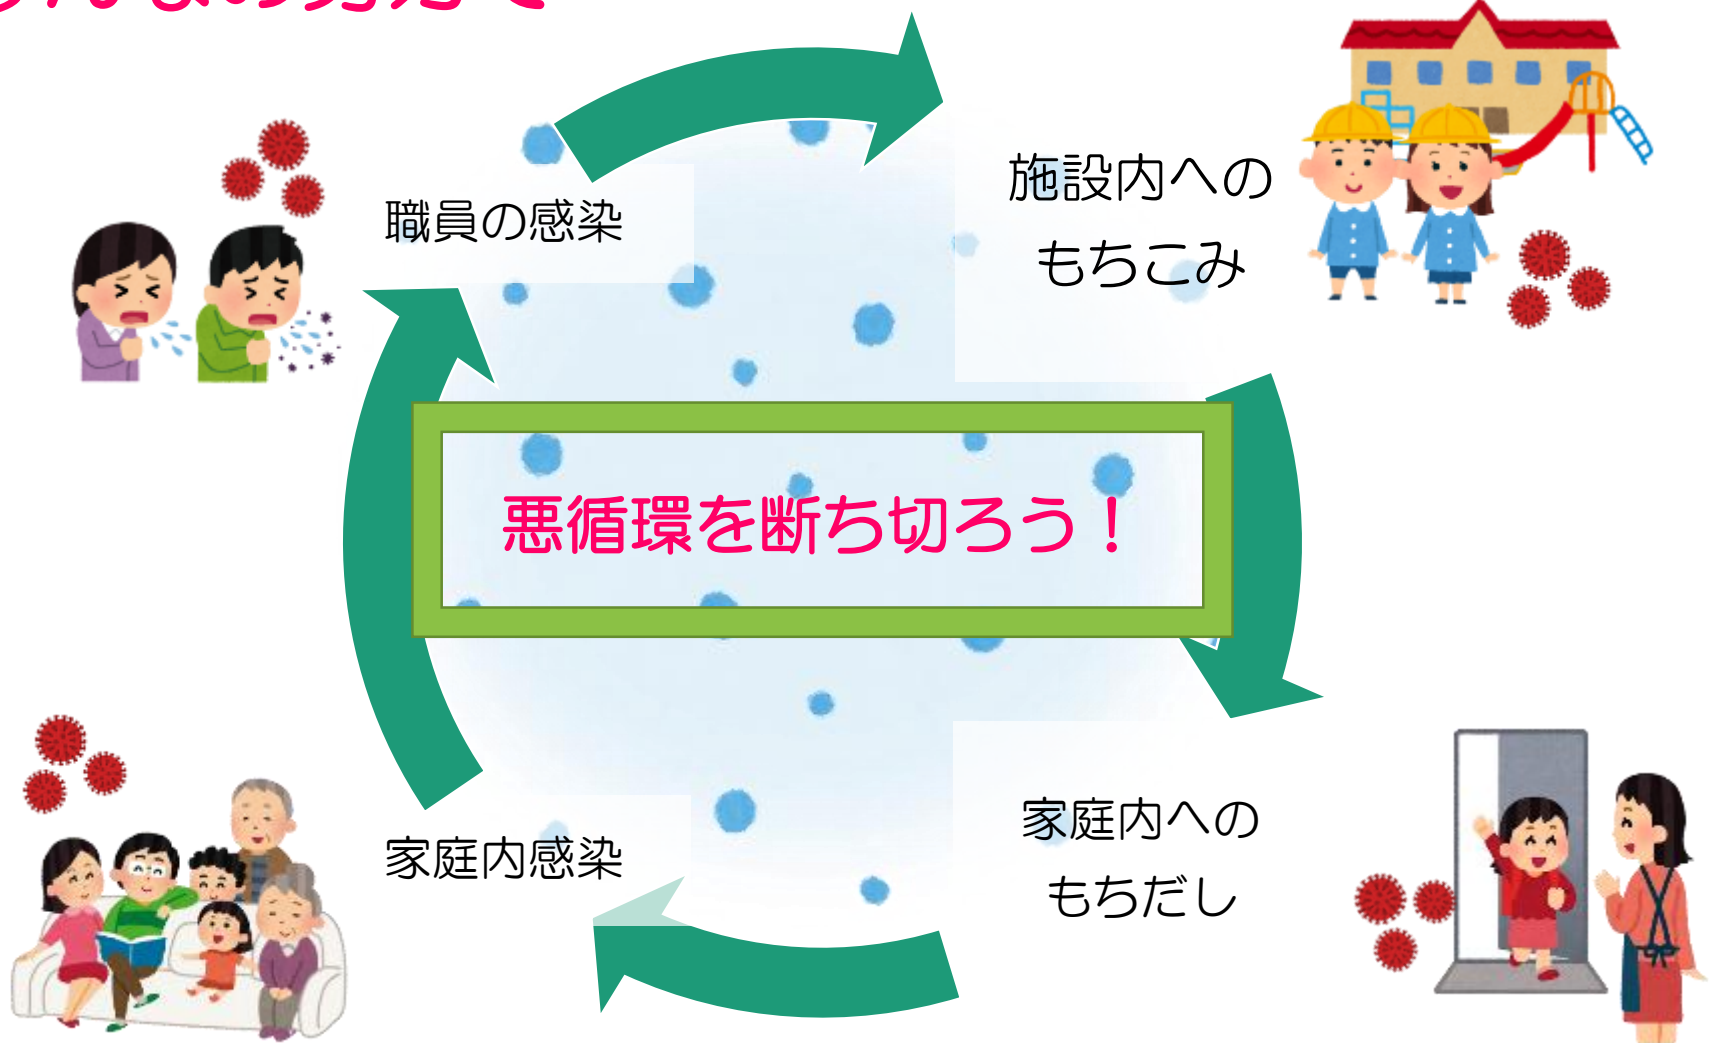 職員の感染
施設内への
もちこみ
悪循環を断ち切ろう！
家庭内感染
家庭内への
もちだし